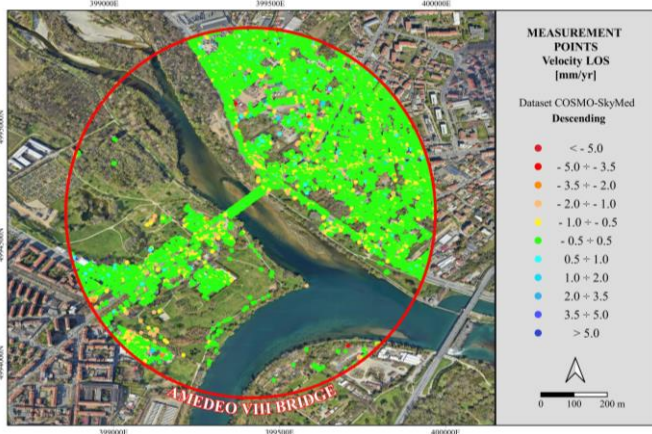 399000E 399500E 400000E
MEASUREMENT
POINTS
Velocity LOS
[mm/yr]
Dataset COSMO-SkyMed
Descending
< - 5.0
- 5.0 ÷ - 3.5
- 3.5 ÷ - 2.0
- 2.0 ÷ - 1.0
- 1.0 ÷ - 0.5
- 0.5 ÷ 0.5
0.5 ÷ 1.0
1.0 ÷ 2.0
2.0 ÷ 3.5
3.5 ÷ 5.0
> 5.0
0 100 200 m
AMEDEO VIII BRIDGE
399000E 399500E 400000E